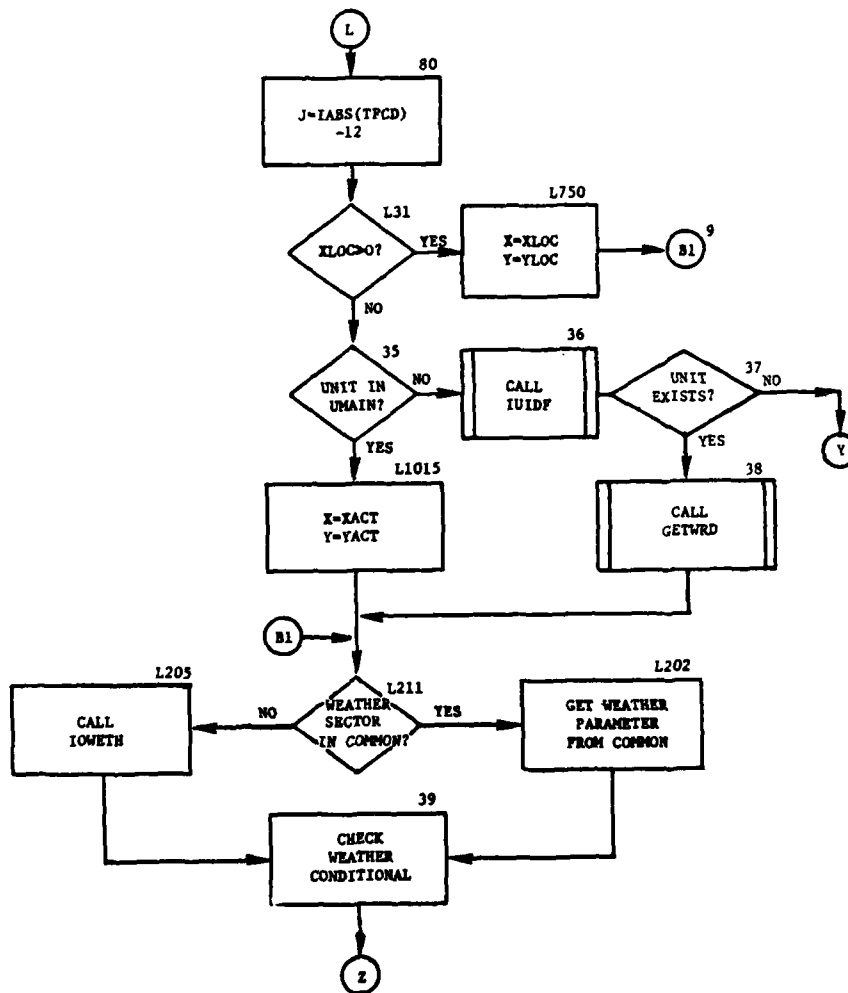 L
80
J=IABS(TPCD)
-12
L31
XLOC>0?
YES
L750
X=XLOC
Y=YLOC
9
B1
NO
35
UNIT IN
UMAIN?
NO
36
CALL
IUIDF
37
UNIT
EXISTS?
NO
Y
YES
YES
L1015
X=XACT
Y=YACT
38
CALL
GETWRD
B1
L205
CALL
IOWETH
NO
L211
WEATHER
SECTOR
IN COMMON?
YES
L202
GET WEATHER
PARAMETER
FROM COMMON
39
CHECK
WEATHER
CONDITIONAL
Z